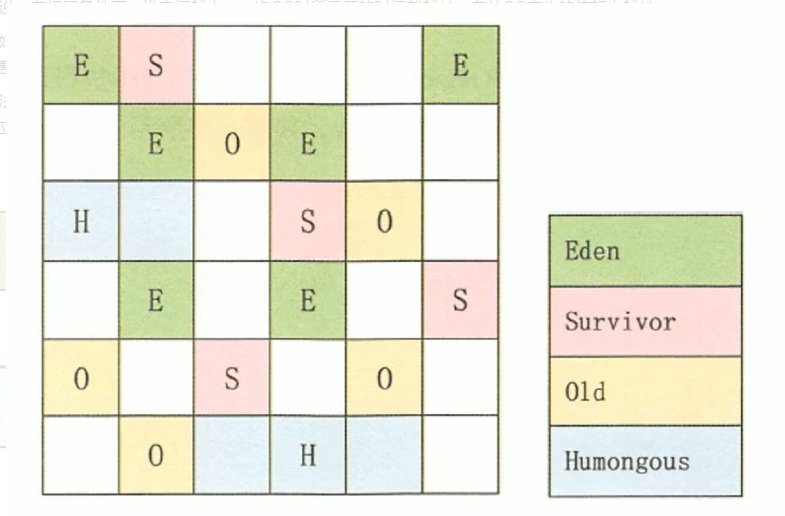 E S E
E O E
H S O
E E S
O S O
O H
Eden
Survivor
Old
Humongous